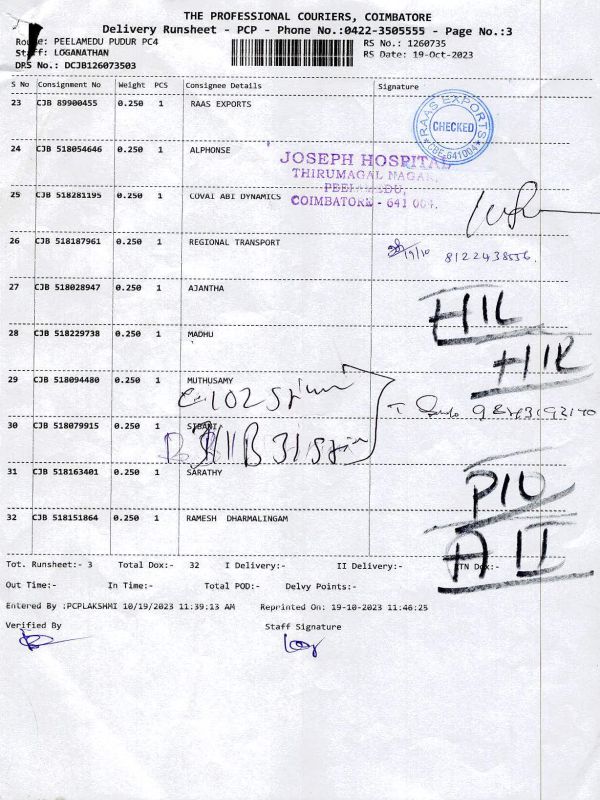 THE PROFESSIONAL COURIERS, COIMBATORE
Delivery Runsheet - PCP - Phone No.:0422-3505555 - Page No.:3
Route: PEELAMEDU PUDUR PC4 RS No.: 1260735
Staff: LOGANATHAN RS Date: 19-Oct-2023
DRS No.: DCJB126073503
S No Consignment No Weight PCS Consignee Details Signature
23 CJB 89900455 0.250 1 RAAS EXPORTS
RAAS EXPORTS
CHECKED
CBE-641004
24 CJB 518054646 0.250 1 ALPHONSE
JOSEPH HOSPITAL
THIRUMAGAL NAGAR,
PEELAMEDU,
COIMBATORE - 641 004.
25 CJB 518281195 0.250 1 COVAI ABI DYNAMICS
26 CJB 518187961 0.250 1 REGIONAL TRANSPORT
19/10 8122438556.
27 CJB 518028947 0.250 1 AJANTHA
28 CJB 518229738 0.250 1 MADHU
29 CJB 518094480 0.250 1 MUTHUSAMY
30 CJB 518079915 0.250 1 SIBANI
31 CJB 518163401 0.250 1 SARATHY
32 CJB 518151864 0.250 1 RAMESH DHARMALINGAM
Tot. Runsheet:- 3 Total Dox:- 32 I Delivery:- II Delivery:- RTN Dox:-
Out Time:- In Time:- Total POD:- Delvy Points:-
Entered By :PCPLAKSHMI 10/19/2023 11:39:13 AM Reprinted On: 19-10-2023 11:46:25
Verified By Staff Signature